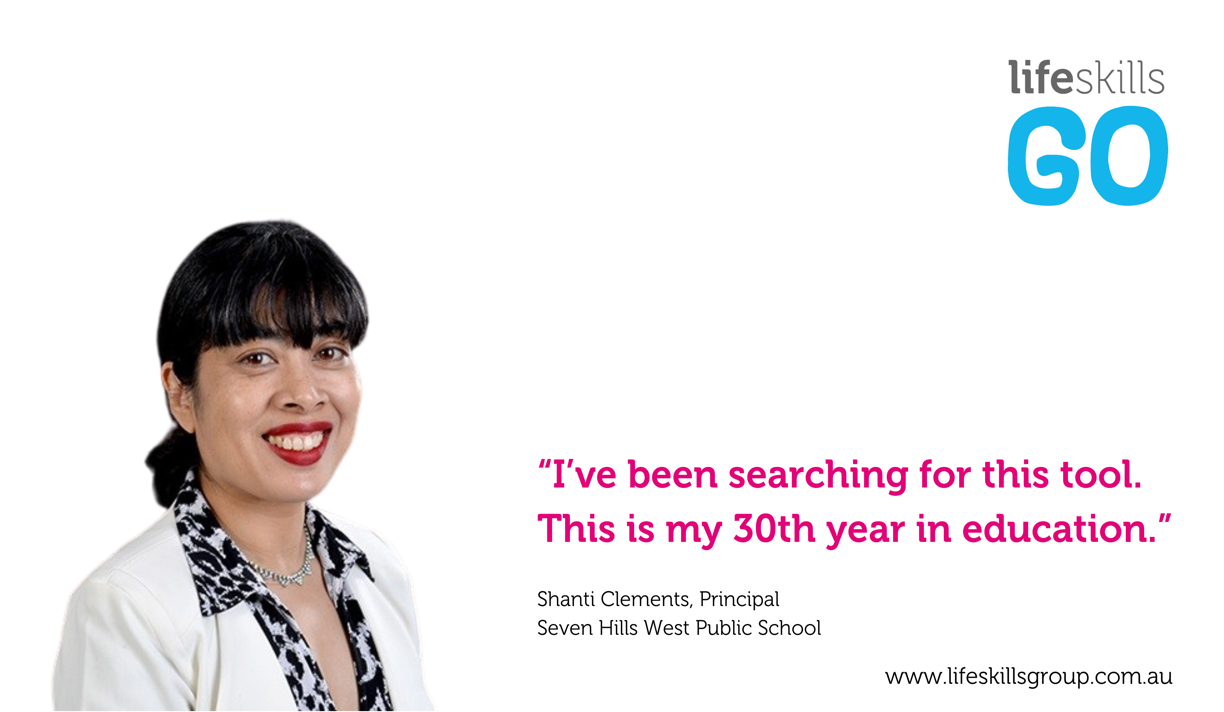 lifeskills
GO
“I’ve been searching for this tool.
This is my 30th year in education.”
Shanti Clements, Principal
Seven Hills West Public School
www.lifeskillsgroup.com.au